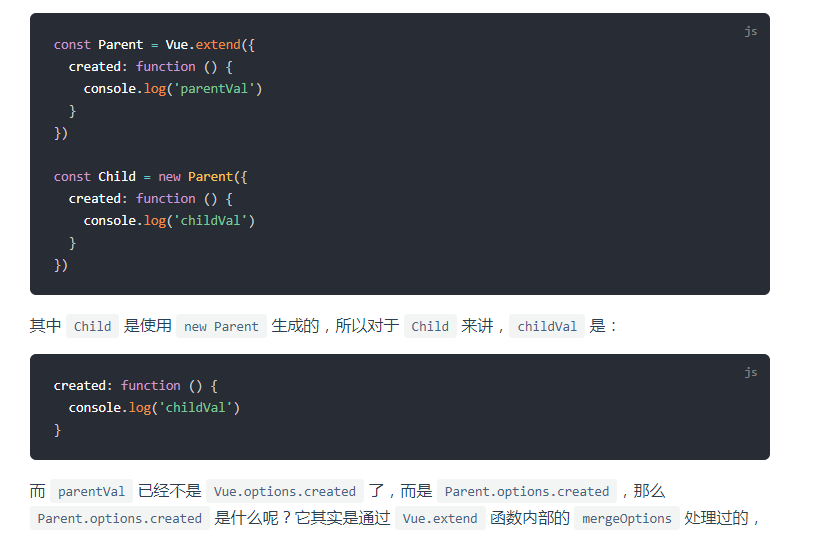 js
const Parent = Vue.extend({
  created: function () {
    console.log('parentVal')
  }
})

const Child = new Parent({
  created: function () {
    console.log('childVal')
  }
})
其中 Child 是使用 new Parent 生成的，所以对于 Child 来讲，childVal 是：
js
created: function () {
  console.log('childVal')
}
而 parentVal 已经不是 Vue.options.created 了，而是 Parent.options.created ，那么
Parent.options.created 是什么呢？它其实是通过 Vue.extend 函数内部的 mergeOptions 处理过的，